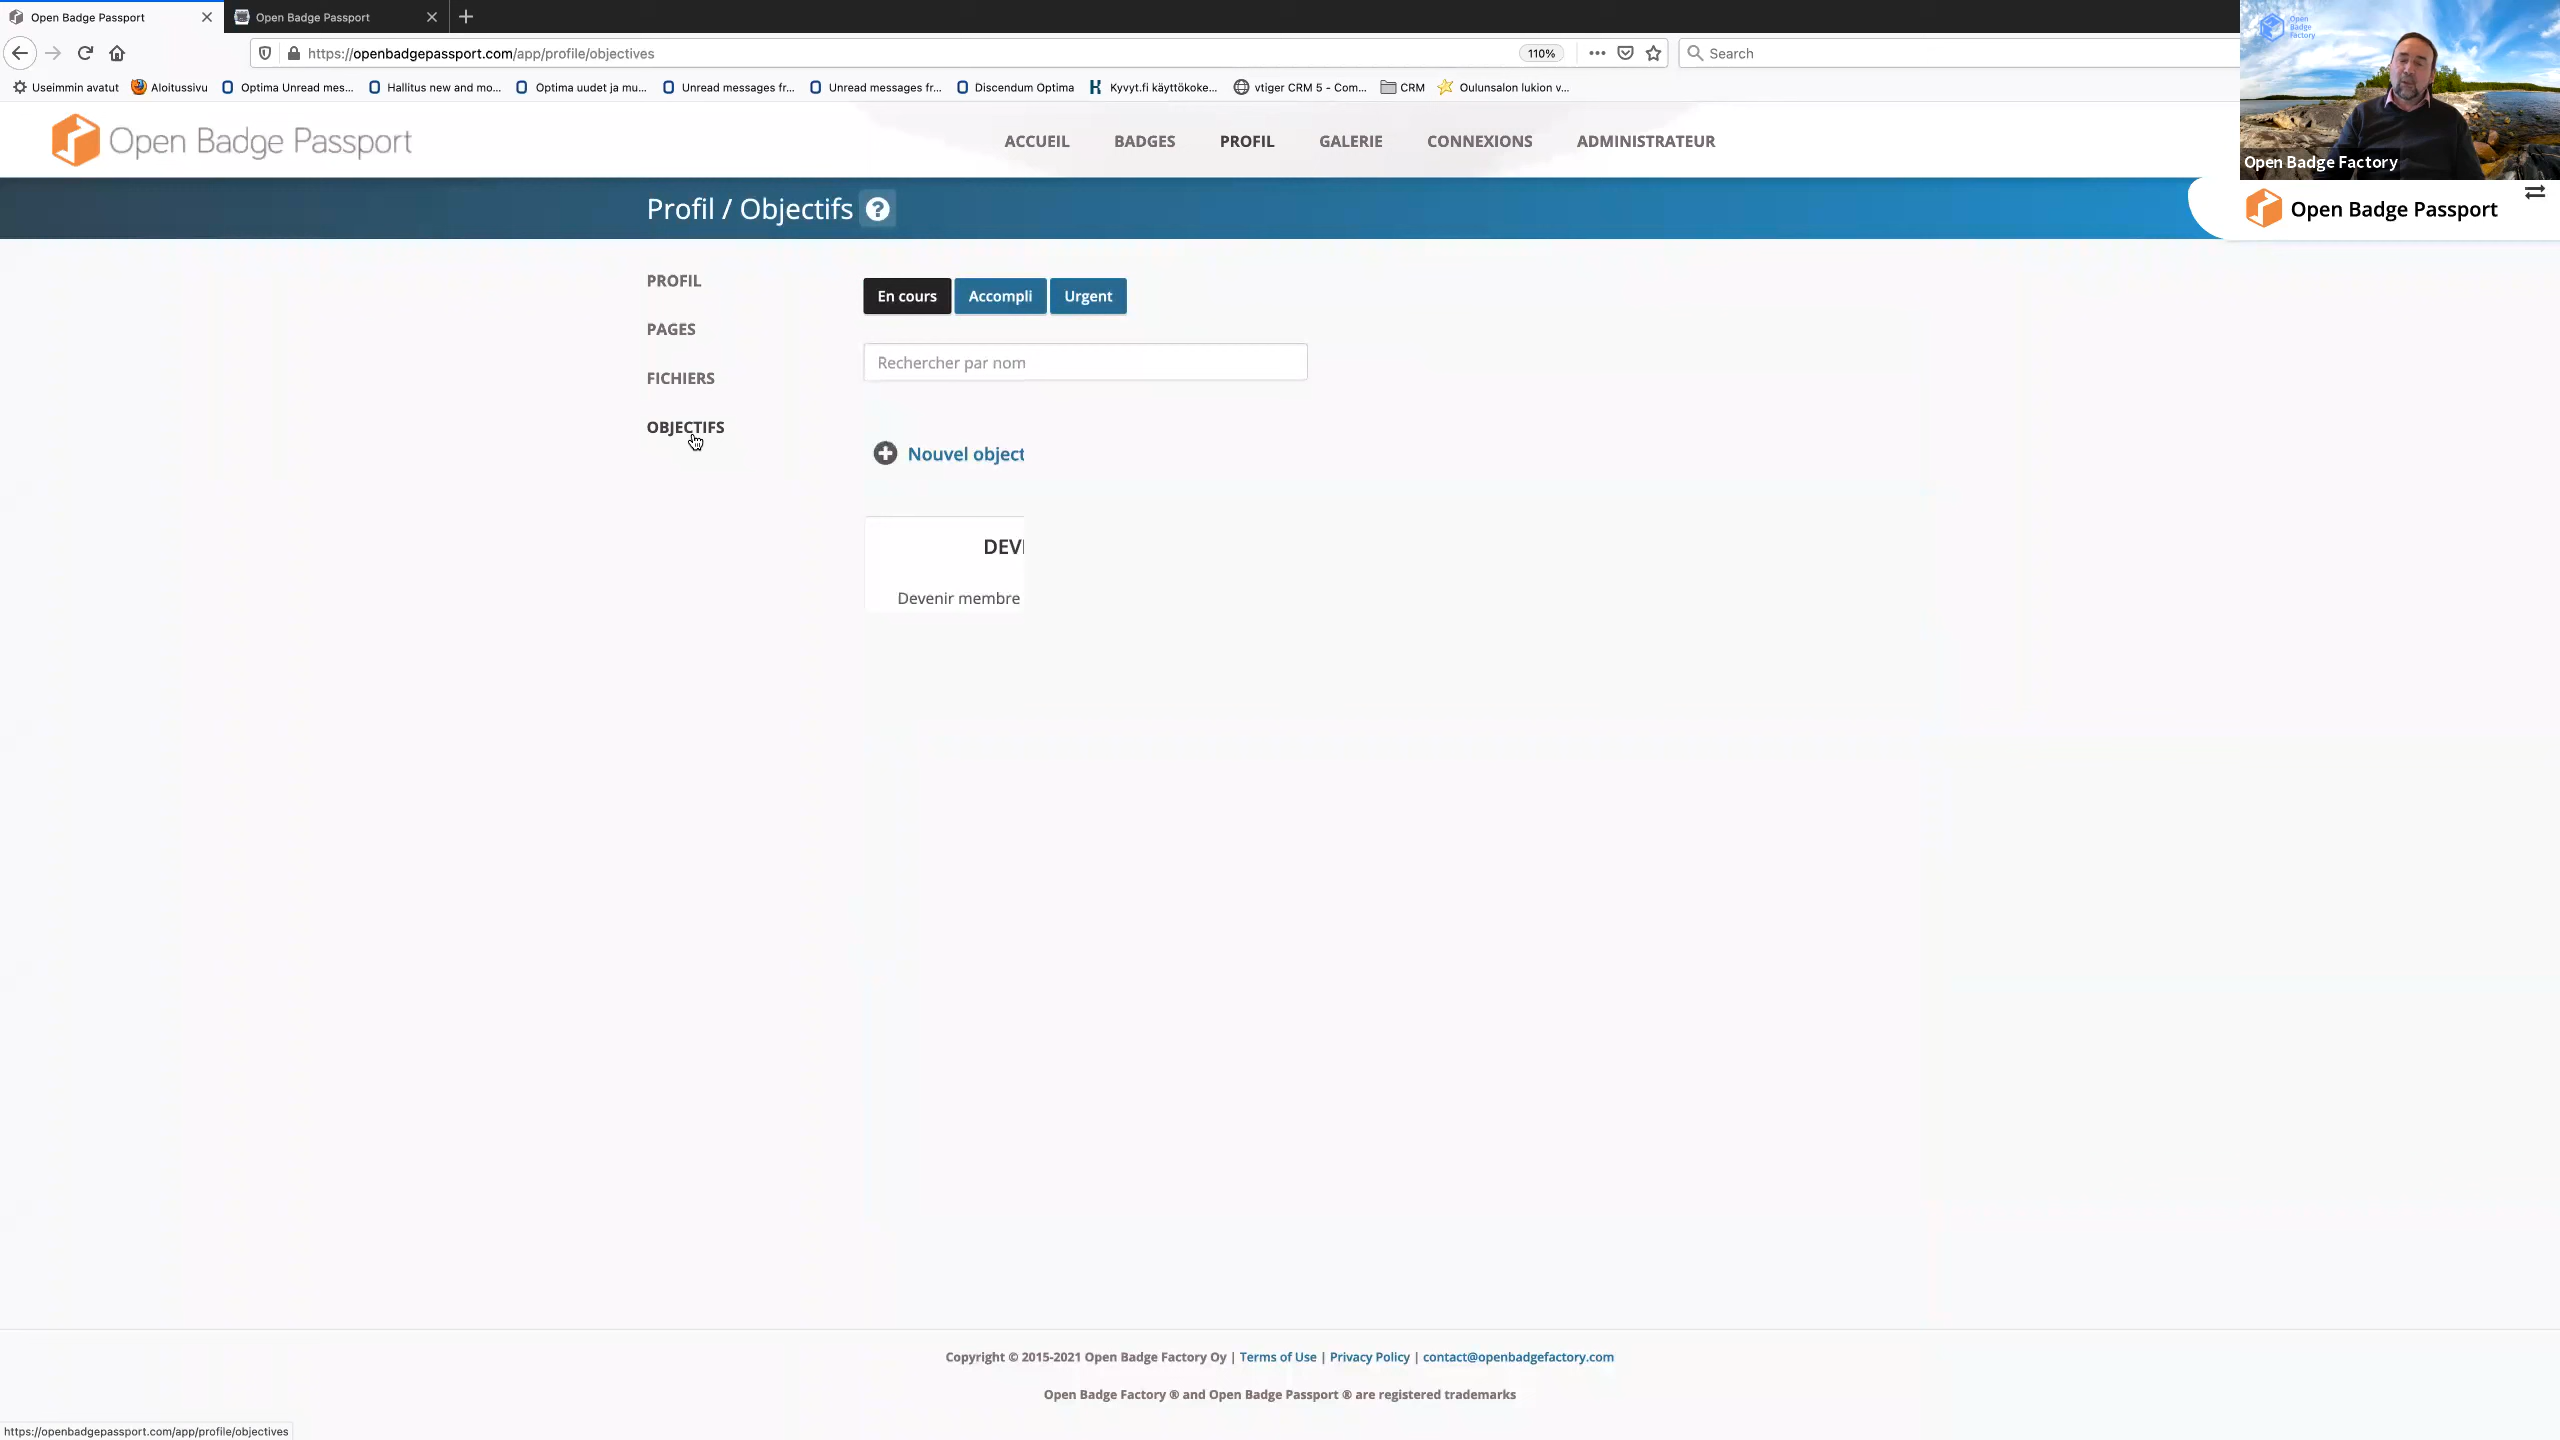 Open Badge Passport
Open Badge Passport
https://openbadgepassport.com/app/profile/objectives
110%
Search
Useimmin avatut
Aloitussivu
Optima Unread mes...
Hallitus new and mo...
Optima uudet ja mu...
Unread messages fr...
Unread messages fr...
Discendum Optima
Kyvyt.fi käyttökoke...
vtiger CRM 5 - Com...
CRM
Oulunsalon lukion v...
Open Badge Factory
Open Badge Factory
Open Badge Passport
ACCUEIL
BADGES
PROFIL
GALERIE
CONNEXIONS
ADMINISTRATEUR
Profil / Objectifs ?
Open Badge Passport
PROFIL
PAGES
FICHIERS
OBJECTIFS
En cours
Accompli
Urgent
Rechercher par nom
Nouvel object
DEV
Devenir membre
Copyright © 2015-2021 Open Badge Factory Oy | Terms of Use | Privacy Policy | contact@openbadgefactory.com
Open Badge Factory ® and Open Badge Passport ® are registered trademarks
https://openbadgepassport.com/app/profile/objectives